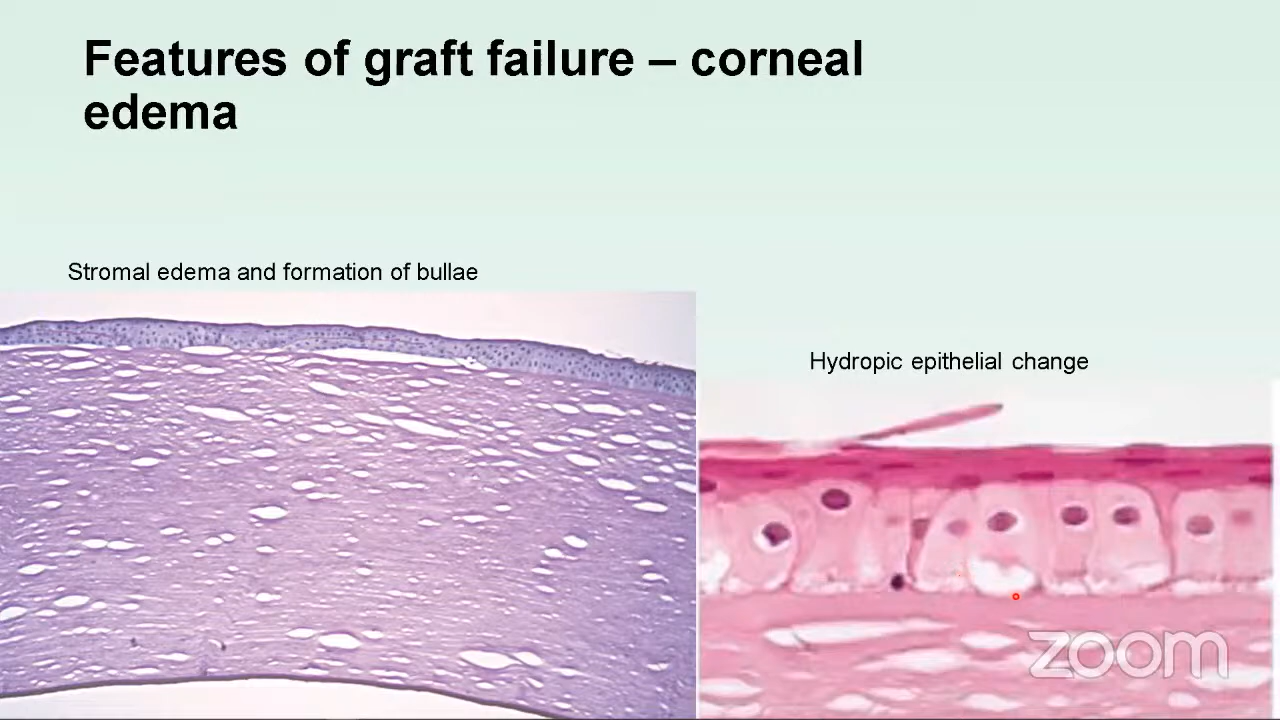 Features of graft failure – corneal
edema
Stromal edema and formation of bullae
Hydropic epithelial change
zoom